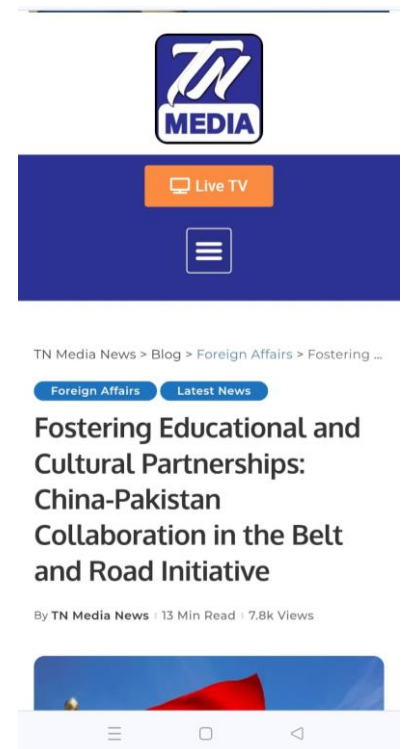 TN
MEDIA
Live TV
TN Media News > Blog > Foreign Affairs > Fostering ...
Foreign Affairs Latest News
Fostering Educational and
Cultural Partnerships:
China-Pakistan
Collaboration in the Belt
and Road Initiative
By TN Media News 13 Min Read 7.8k Views